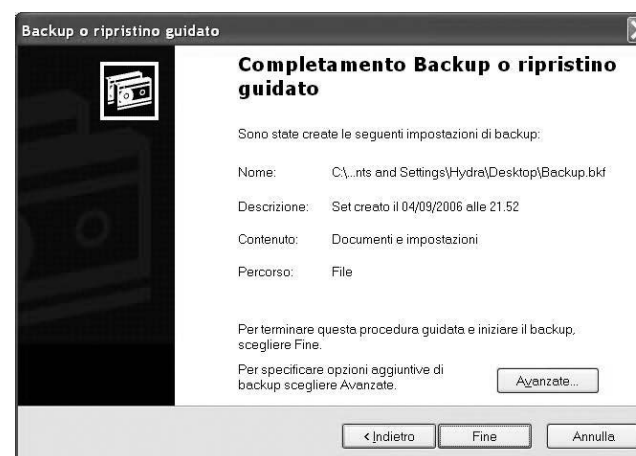 Backup o ripristino guidato
Completamento Backup o ripristino
guidato
Sono state create le seguenti impostazioni di backup:
Nome: C:\...nts and Settings\Hydra\Desktop\Backup.bkf
Descrizione: Set creato il 04/09/2006 alle 21.52
Contenuto: Documenti e impostazioni
Percorso: File
Per terminare questa procedura guidata e iniziare il backup,
scegliere Fine.
Per specificare opzioni aggiuntive di
backup scegliere Avanzate.
Avanzate...
< Indietro Fine Annulla